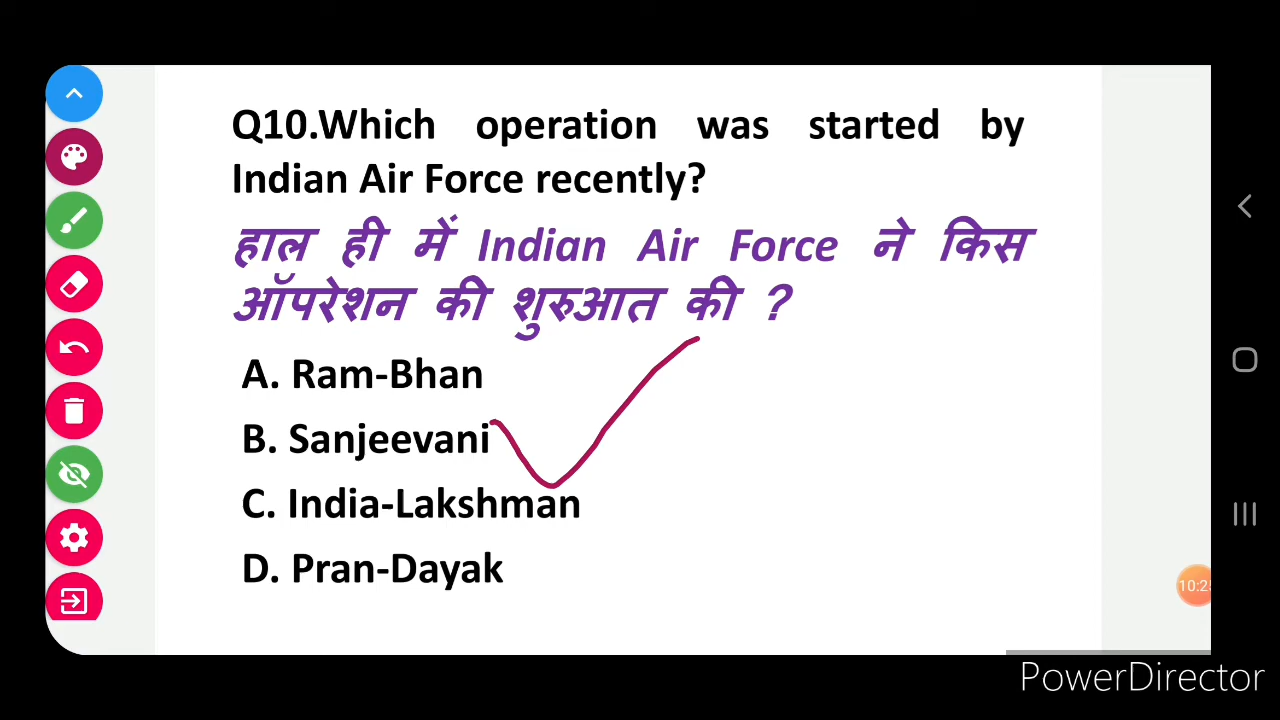 Q10.Which operation was started by
Indian Air Force recently?
हाल ही में Indian Air Force ने किस
ऑपरेशन की शुरुआत की ?
A. Ram-Bhan
B. Sanjeevani
C. India-Lakshman
D. Pran-Dayak
PowerDirector